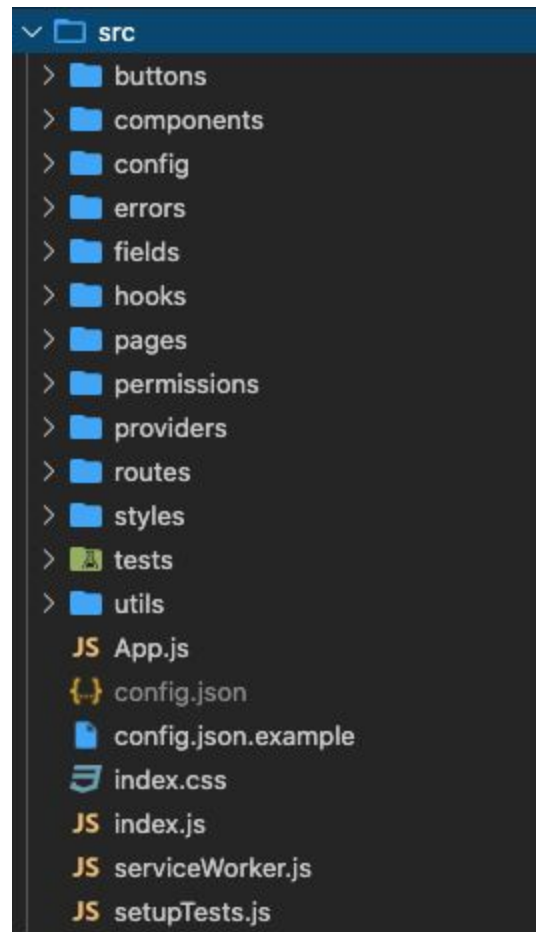 src
buttons
components
config
errors
fields
hooks
pages
permissions
providers
routes
styles
tests
utils
JS App.js
{..} config.json
config.json.example
index.css
JS index.js
JS serviceWorker.js
JS setupTests.js